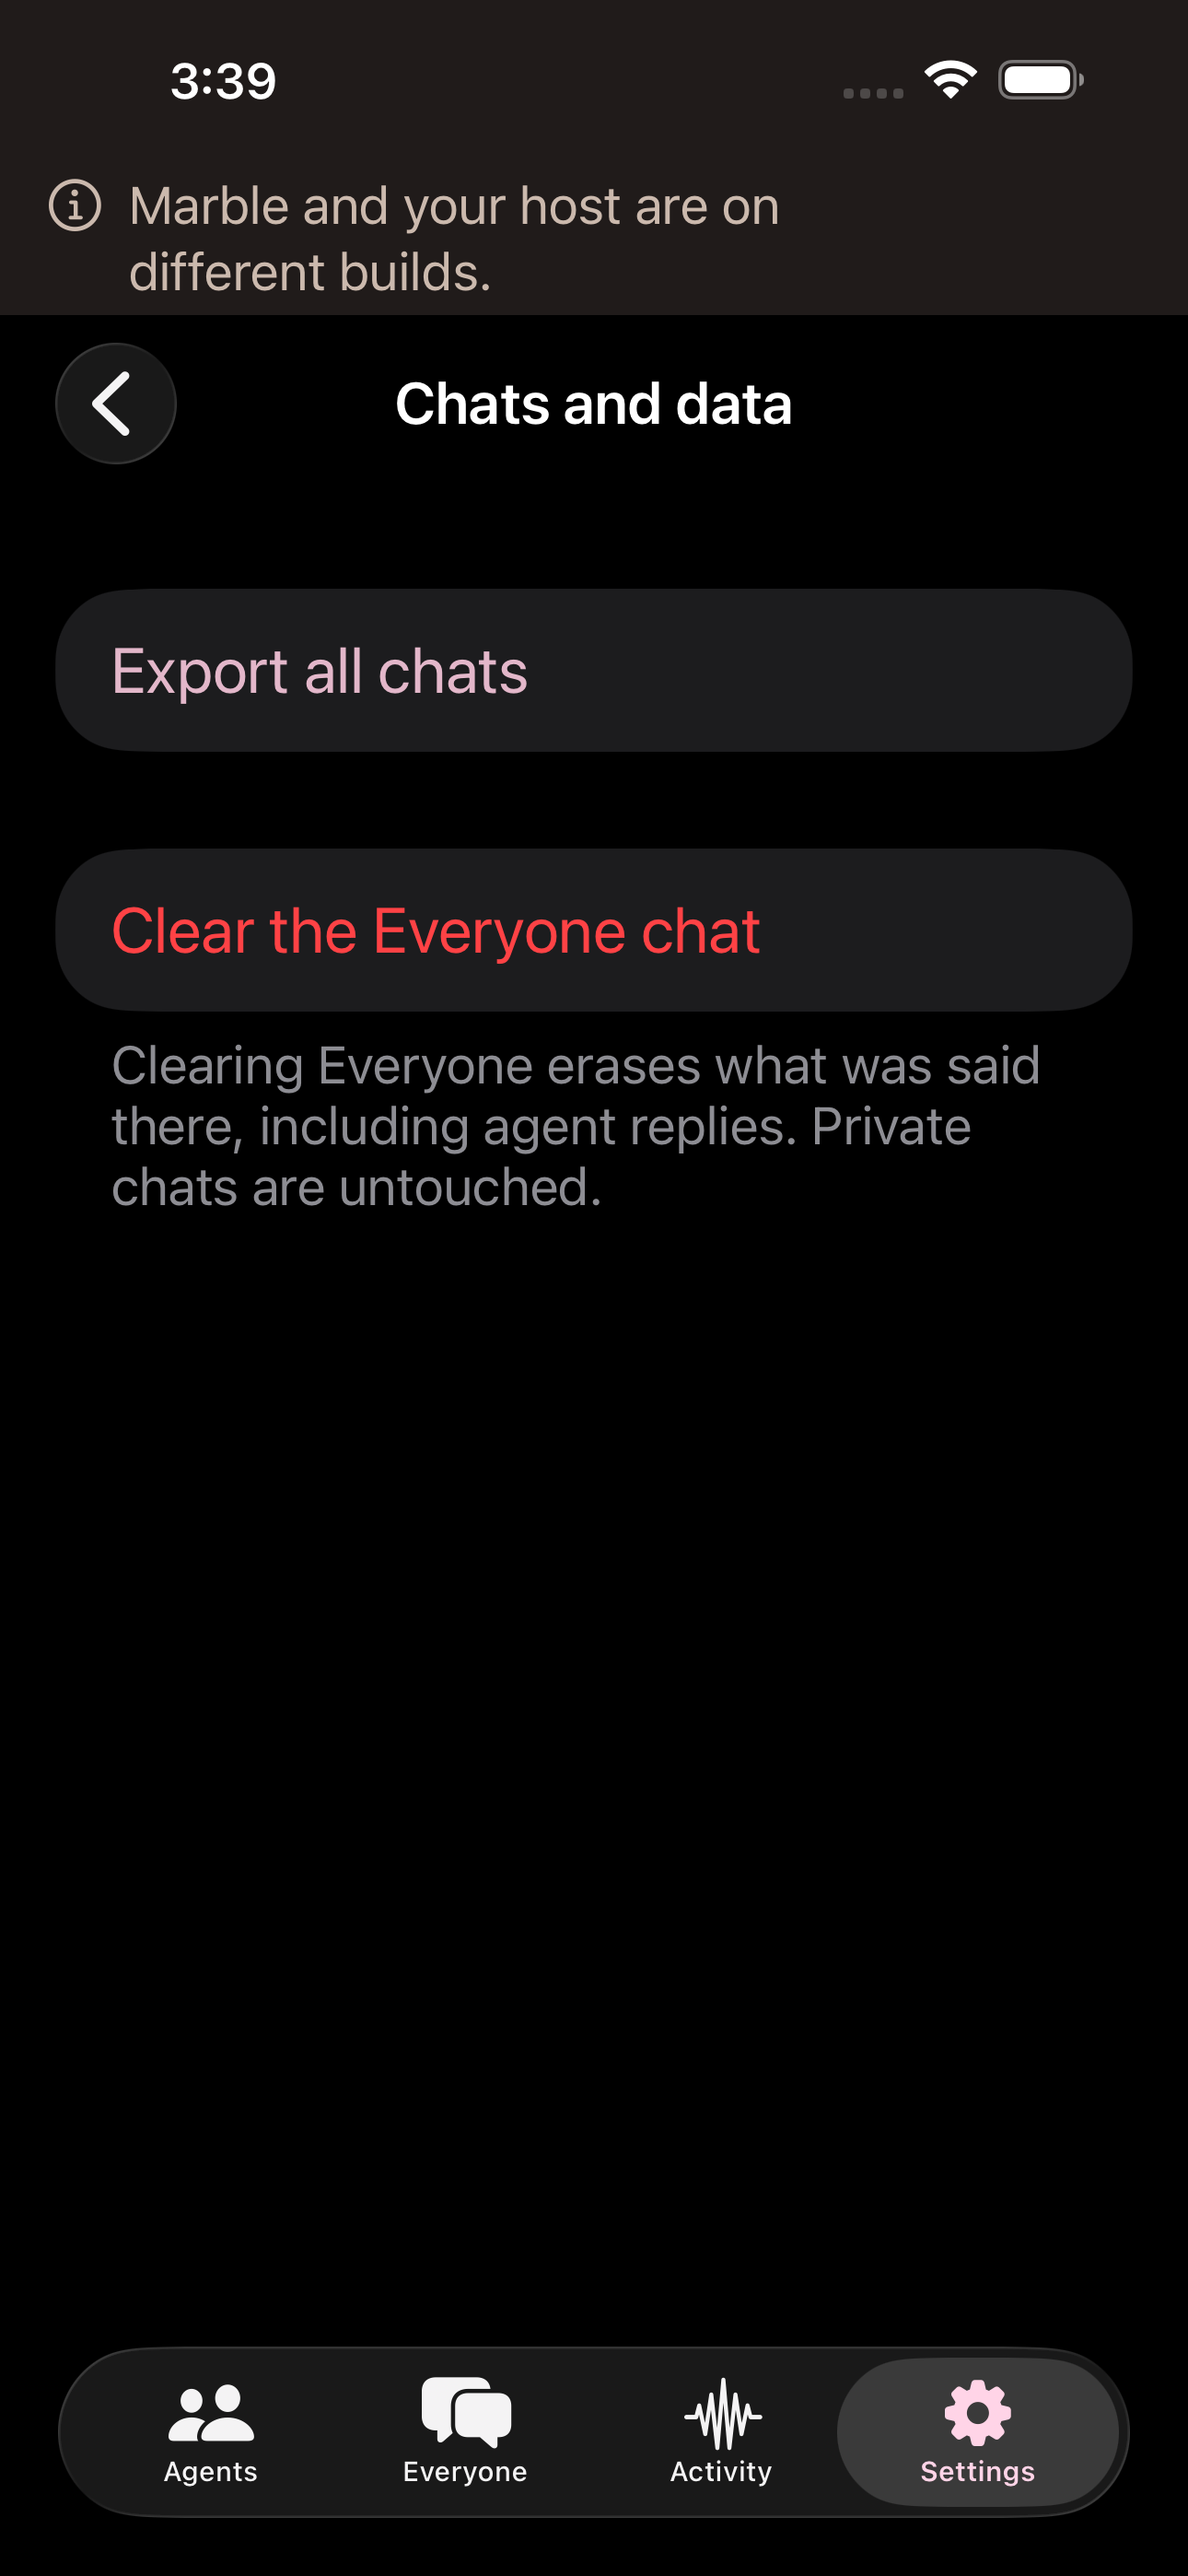 3:39
Marble and your host are on
different builds.
Chats and data
Export all chats
Clear the Everyone chat
Clearing Everyone erases what was said
there, including agent replies. Private
chats are untouched.
Agents
Everyone
Activity
Settings